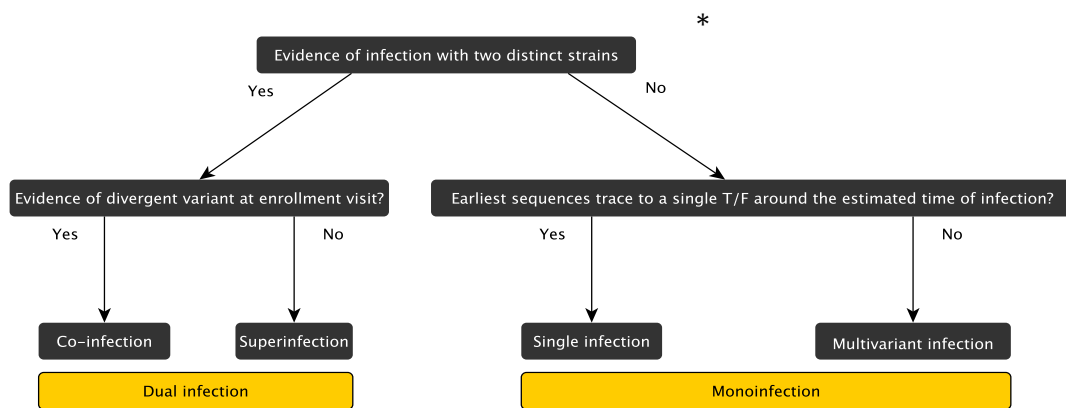 *
Evidence of infection with two distinct strains
Yes
No
Evidence of divergent variant at enrollment visit?
Earliest sequences trace to a single T/F around the estimated time of infection?
Yes
No
Yes
No
Co-infection
Superinfection
Single infection
Multivariant infection
Dual infection
Monoinfection